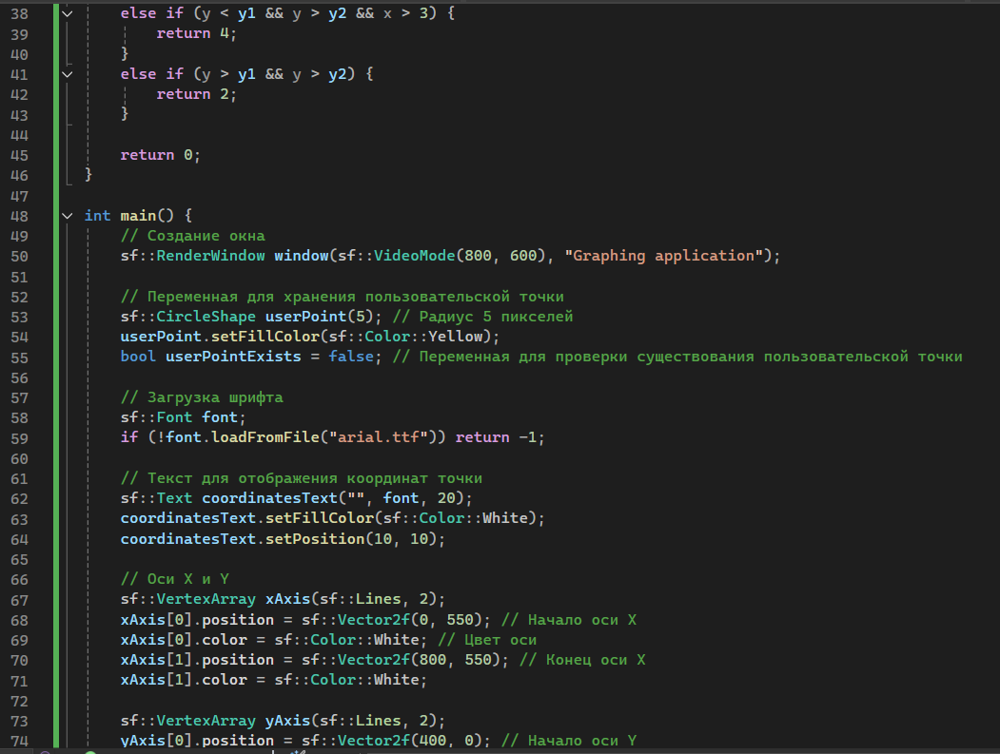 38 else if (y < y1 && y > y2 && x > 3) {
39 return 4;
40 }
41 else if (y > y1 && y > y2) {
42 return 2;
43 }
44
45 return 0;
46 }
47
48 int main() {
49 // Создание окна
50 sf::RenderWindow window(sf::VideoMode(800, 600), "Graphing application");
51
52 // Переменная для хранения пользовательской точки
53 sf::CircleShape userPoint(5); // Радиус 5 пикселей
54 userPoint.setFillColor(sf::Color::Yellow);
55 bool userPointExists = false; // Переменная для проверки существования пользовательской точки
56
57 // Загрузка шрифта
58 sf::Font font;
59 if (!font.loadFromFile("arial.ttf")) return -1;
60
61 // Текст для отображения координат точки
62 sf::Text coordinatesText("", font, 20);
63 coordinatesText.setFillColor(sf::Color::White);
64 coordinatesText.setPosition(10, 10);
65
66 // Оси X и Y
67 sf::VertexArray xAxis(sf::Lines, 2);
68 xAxis[0].position = sf::Vector2f(0, 550); // Начало оси X
69 xAxis[0].color = sf::Color::White; // Цвет оси
70 xAxis[1].position = sf::Vector2f(800, 550); // Конец оси X
71 xAxis[1].color = sf::Color::White;
72
73 sf::VertexArray yAxis(sf::Lines, 2);
74 yAxis[0].position = sf::Vector2f(400, 0); // Начало оси Y